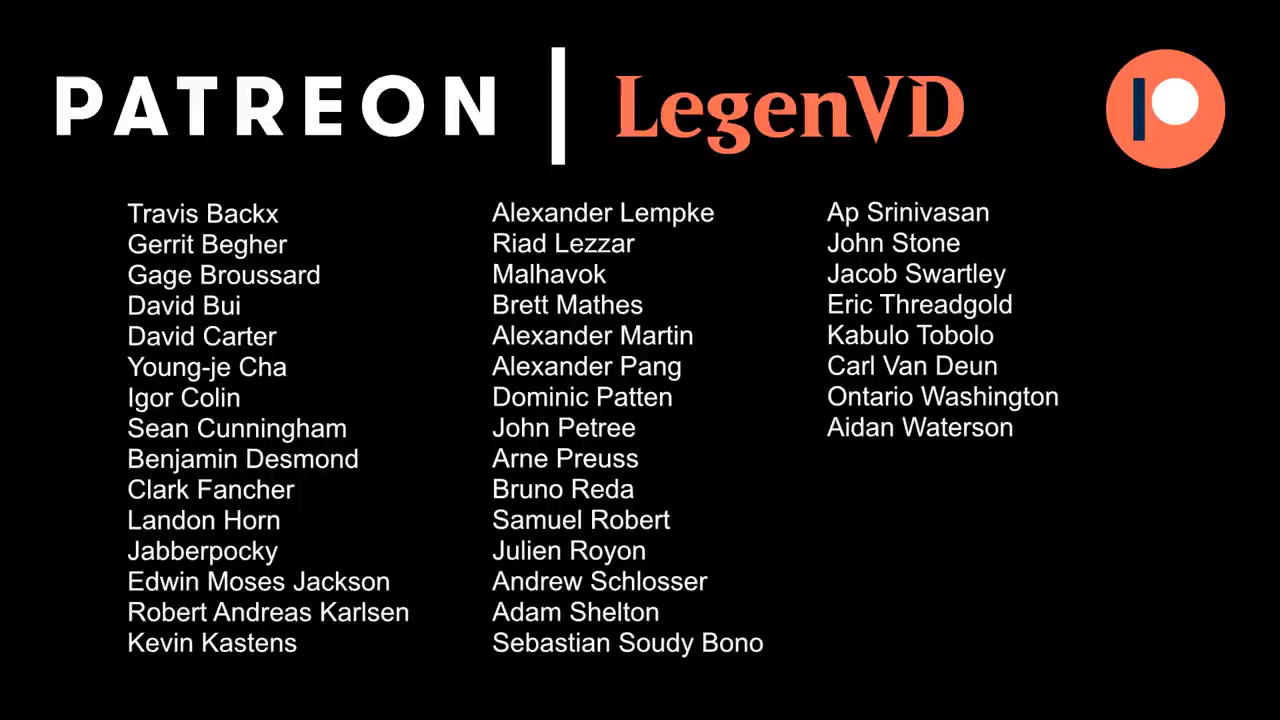 PATREON | LegenVD
Travis Backx
Gerrit Begher
Gage Broussard
David Bui
David Carter
Young-je Cha
Igor Colin
Sean Cunningham
Benjamin Desmond
Clark Fancher
Landon Horn
Jabberpocky
Edwin Moses Jackson
Robert Andreas Karlsen
Kevin Kastens
Alexander Lempke
Riad Lezzar
Malhavok
Brett Mathes
Alexander Martin
Alexander Pang
Dominic Patten
John Petree
Arne Preuss
Bruno Reda
Samuel Robert
Julien Royon
Andrew Schlosser
Adam Shelton
Sebastian Soudy Bono
Ap Srinivasan
John Stone
Jacob Swartley
Eric Threadgold
Kabulo Tobolo
Carl Van Deun
Ontario Washington
Aidan Waterson